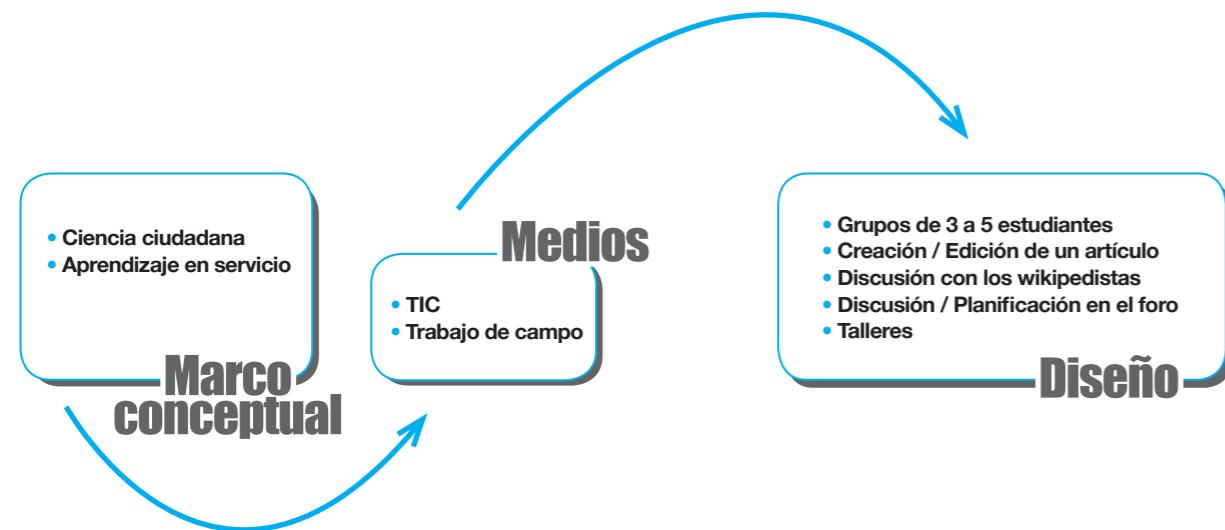 • Ciencia ciudadana
• Aprendizaje en servicio
Marco
conceptual
Medios
• TIC
• Trabajo de campo
• Grupos de 3 a 5 estudiantes
• Creación / Edición de un artículo
• Discusión con los wikipedistas
• Discusión / Planificación en el foro
• Talleres
Diseño